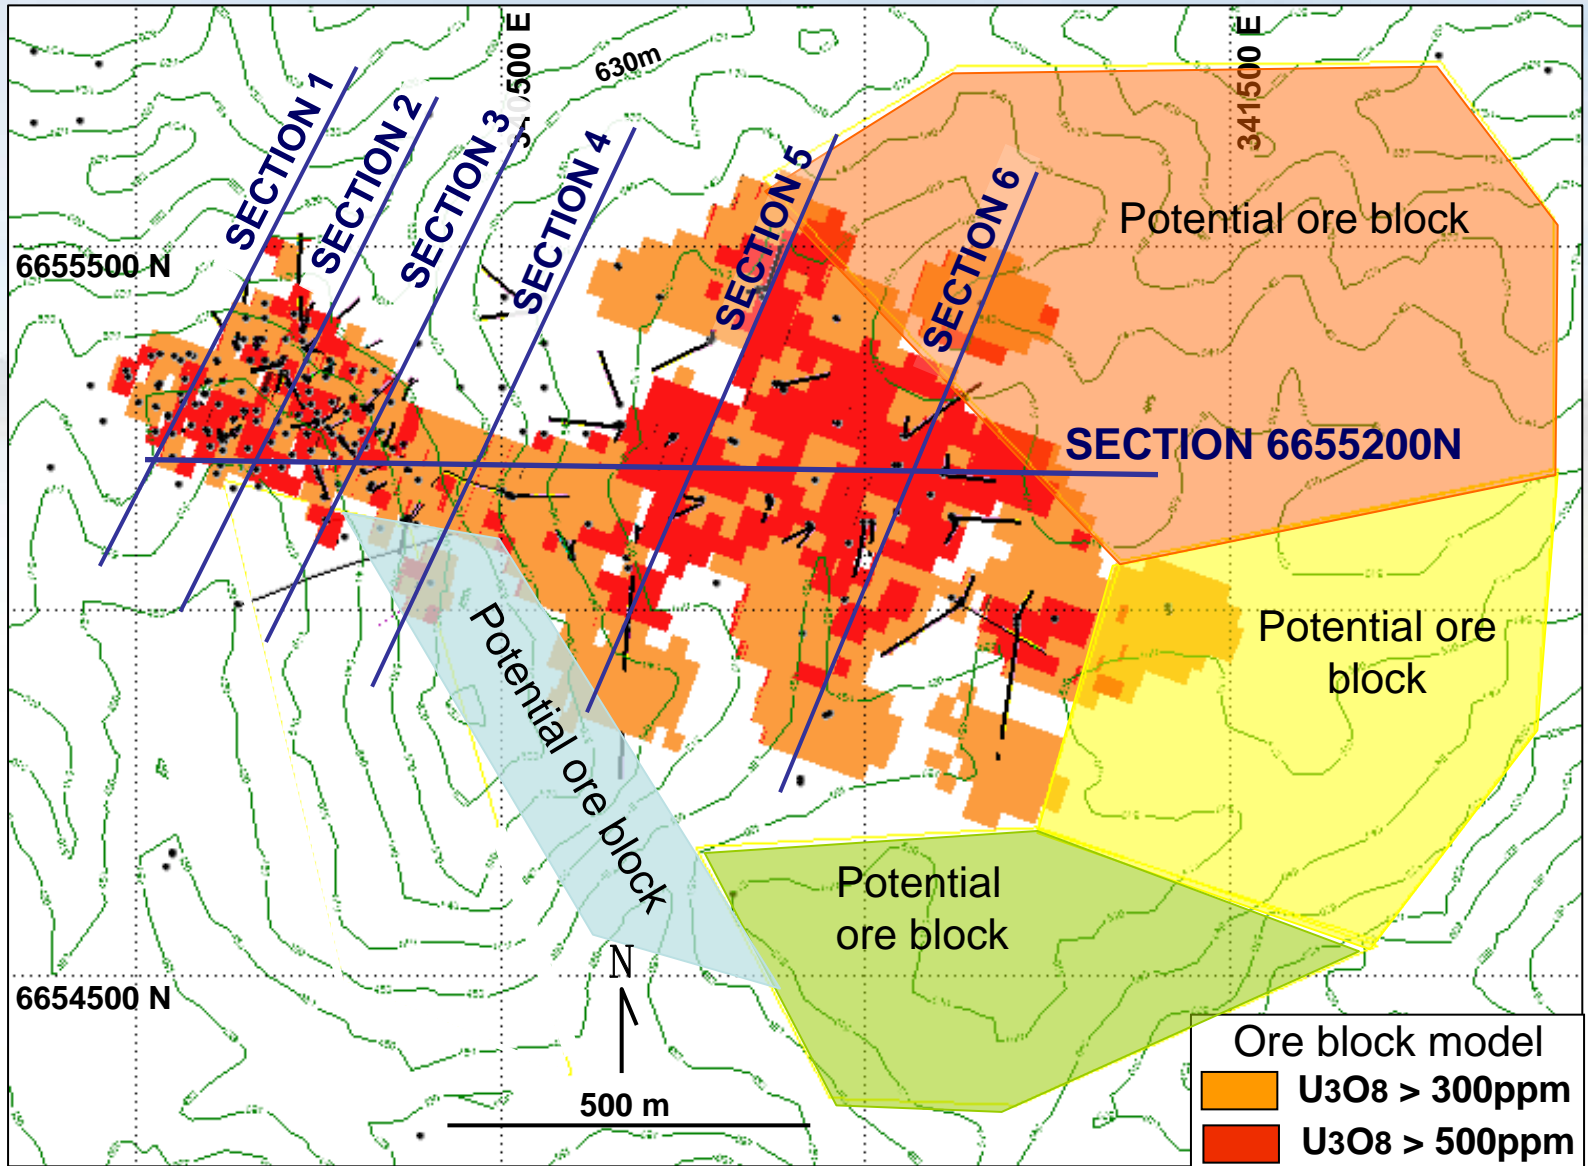 630m
340500 E
341500 E
SECTION 1
SECTION 2
SECTION 3
SECTION 4
SECTION 5
SECTION 6
6655500 N
Potential ore block
SECTION 6655200N
Potential ore
block
Potential ore block
Potential
ore block
N
6654500 N
500 m
Ore block model
U3O8 > 300ppm
U3O8 > 500ppm